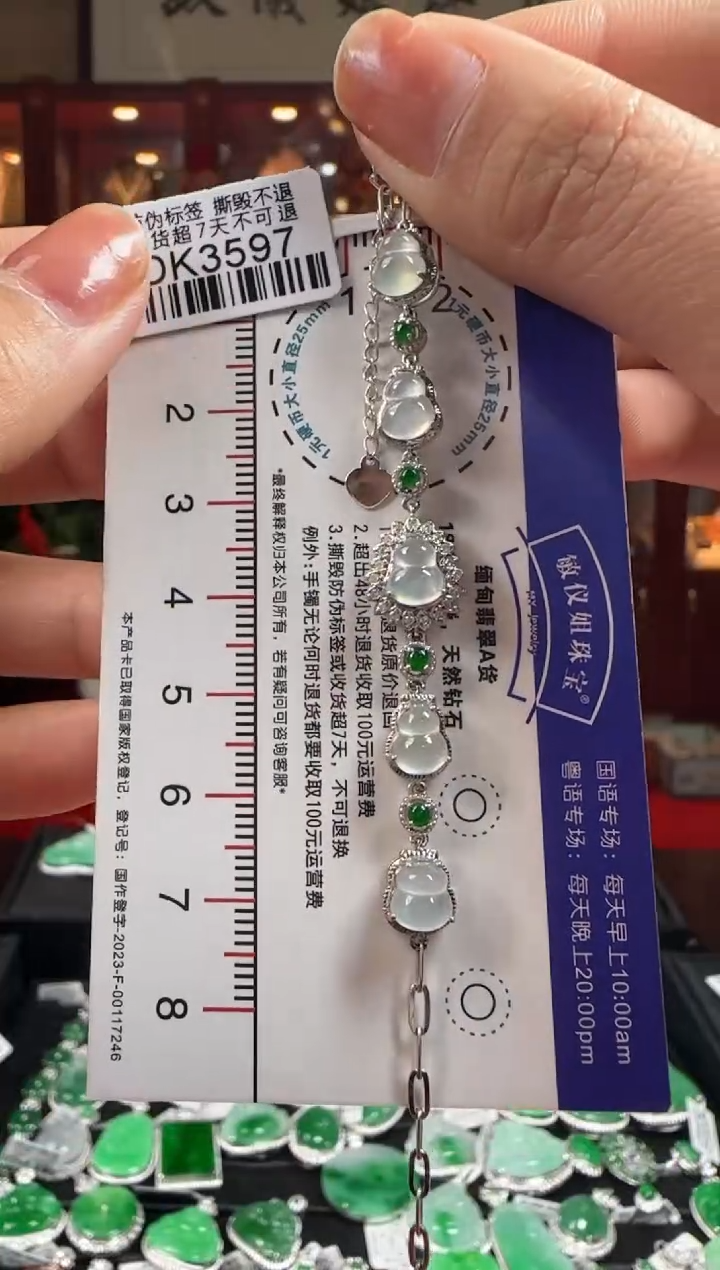 伪标签 撕毁不退
货超7天不可退
DK3597
1
2
1元硬币大小直径25mm
1元硬币大小直径25mm
2
3
4
5
6
7
8
敏仪姐珠宝®
MY Jewelry
国语专场：每天早上10:00am
粤语专场：每天晚上20:00pm
缅甸翡翠A货
天然钻石
退货原价退回
2.超出48小时退货收取100元运营费
3.撕毁防伪标签或收货超7天，不可退换
例外:手镯无论何时退货都要收取100元运营费
*最终解释权归本公司所有，若有疑问可咨询客服*
本产品卡已取得国家版权登记，登记号：国作登字-2023-F-00117246